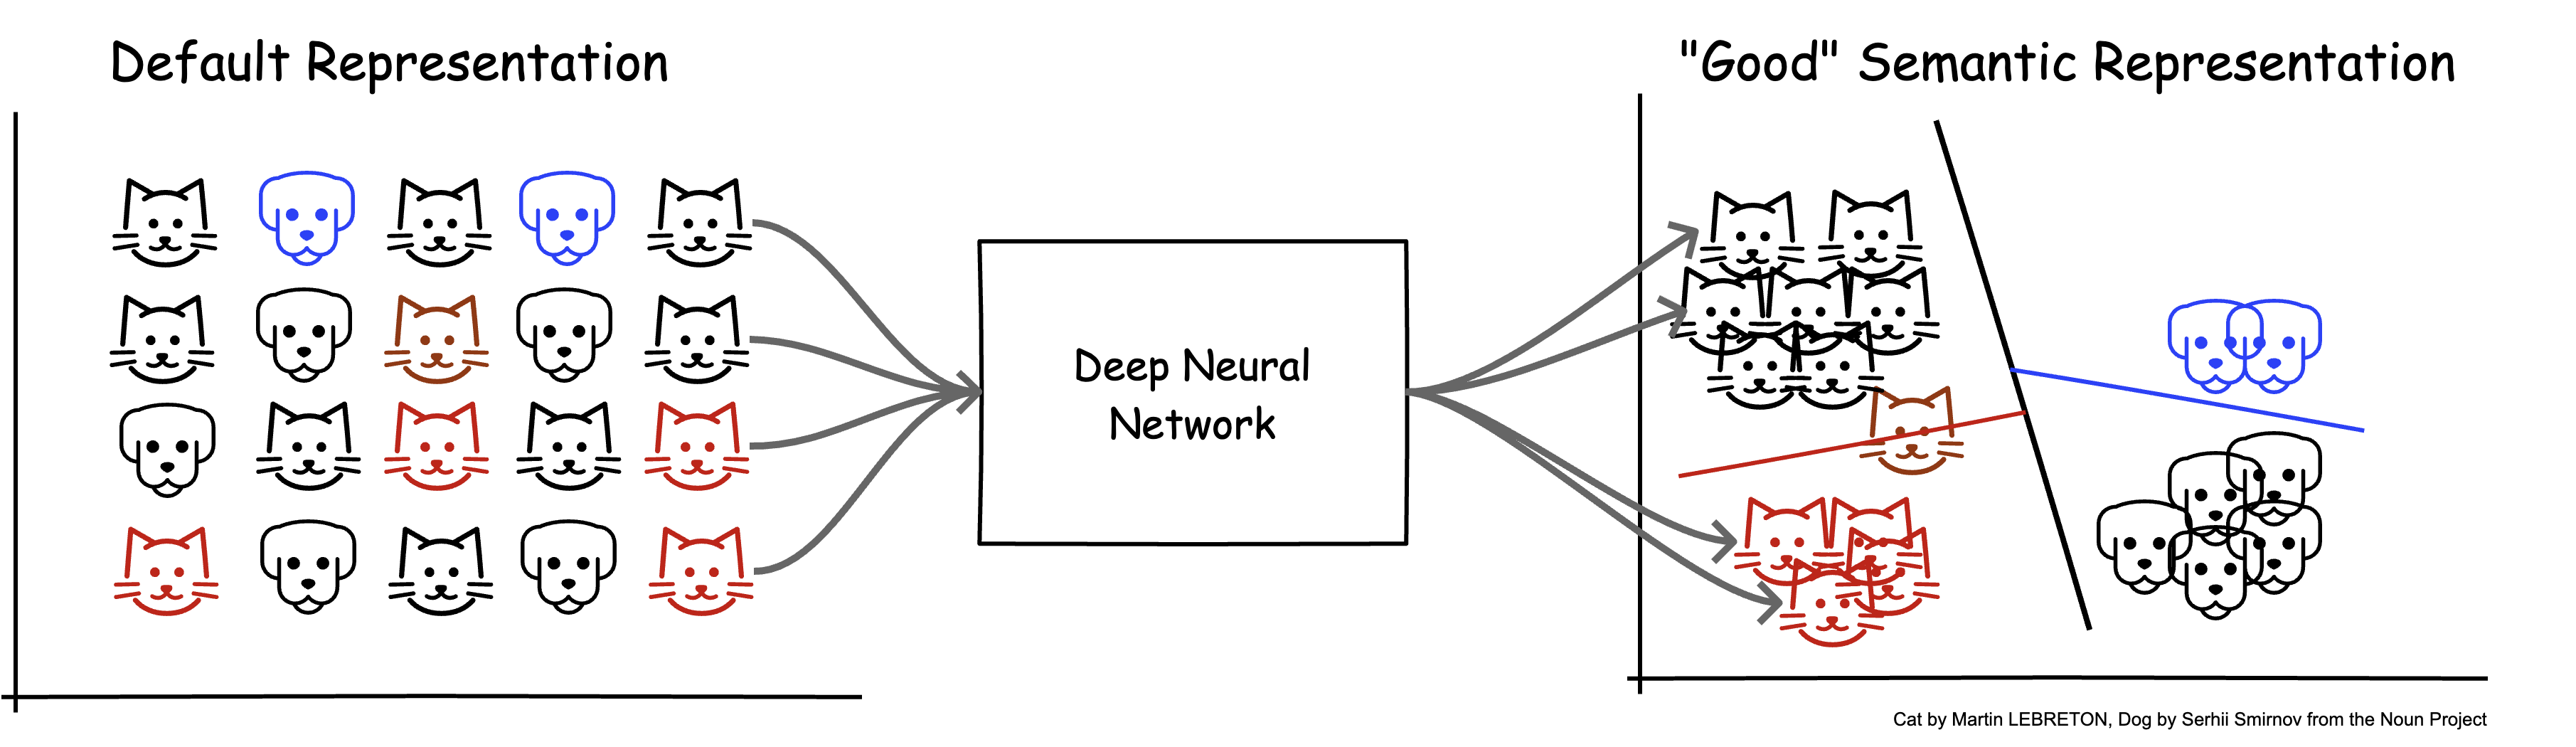 Default Representation
"Good" Semantic Representation
Deep Neural
Network
Cat by Martin LEBRETON, Dog by Serhii Smirnov from the Noun Project